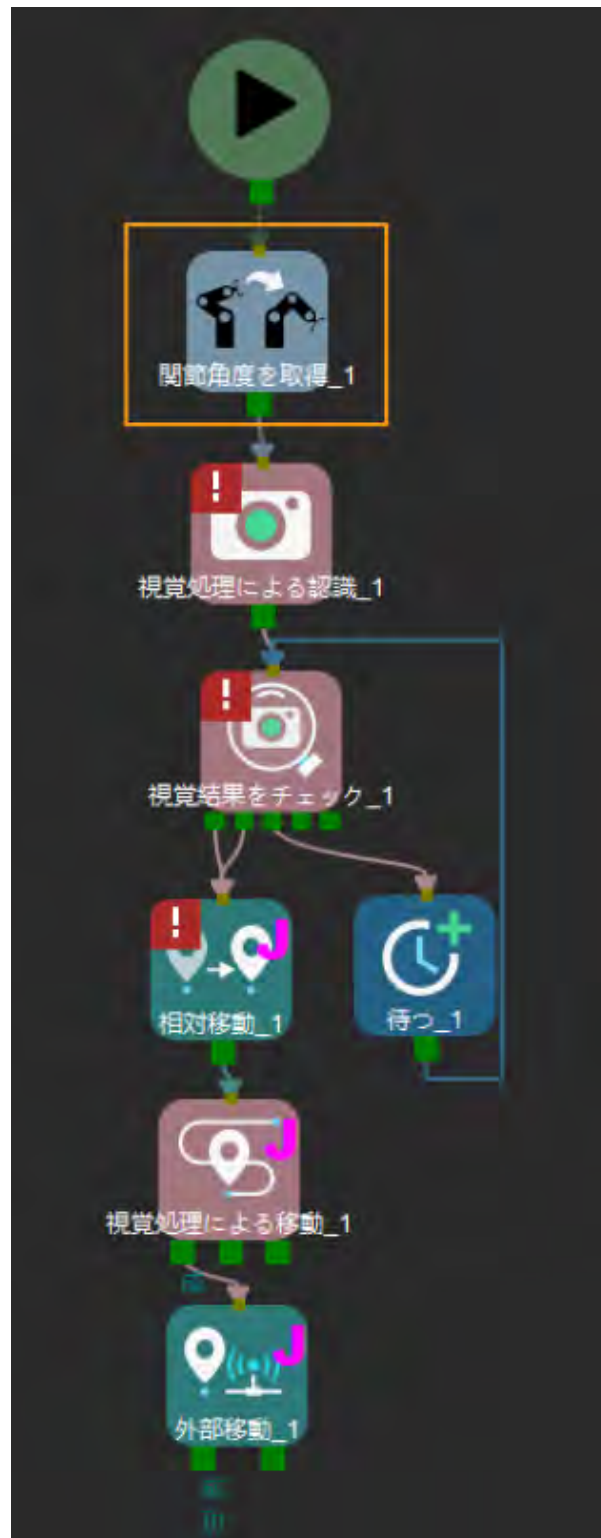 関節角度を取得_1
!
視覚処理による認識_1
!
視覚結果をチェック_1
!
J
相対移動_1
待つ_1
J
視覚処理による移動_1
J
外部移動_1